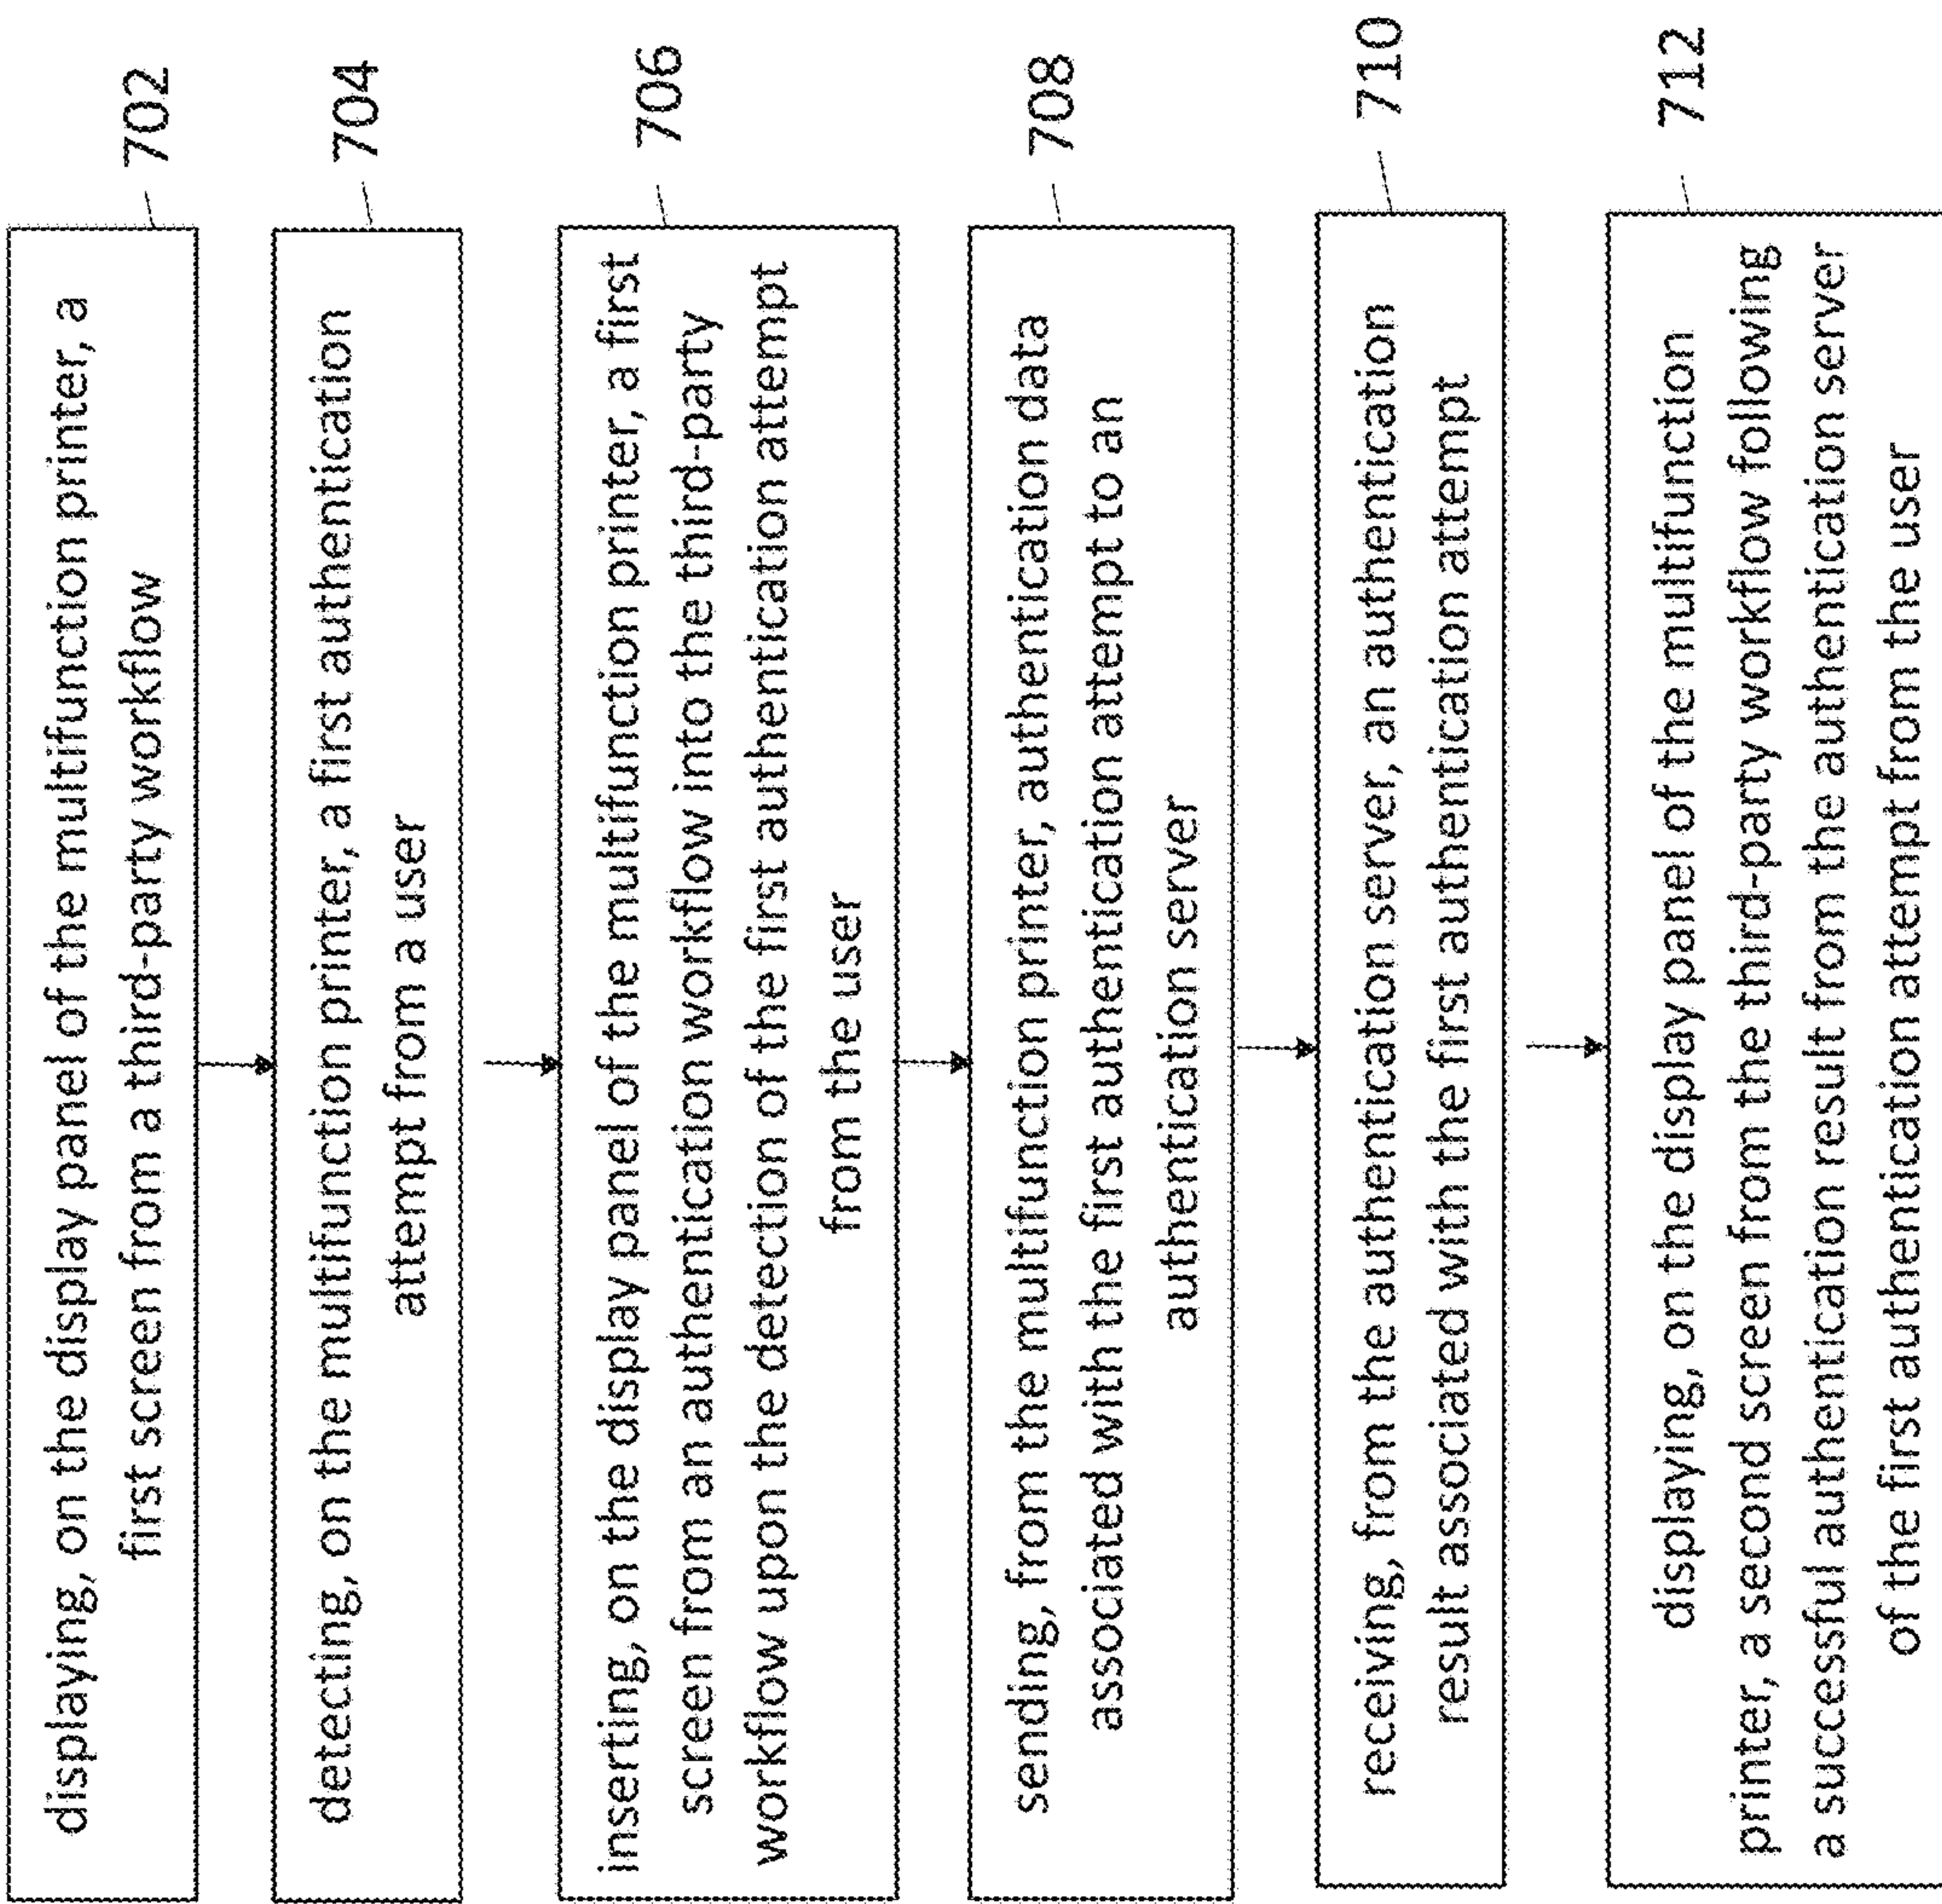 displaying, on the display panel of the multifunction printer, a
first screen from a third-party workflow
702
detecting, on the multifunction printer, a first authentication
attempt from a user
704
inserting, on the display panel of the multifunction printer, a first
screen from an authentication workflow into the third-party
workflow upon the detection of the first authentication attempt
from the user
706
sending, from the multifunction printer, authentication data
associated with the first authentication attempt to an
authentication server
708
receiving, from the authentication server, an authentication
result associated with the first authentication attempt
710
displaying, on the display panel of the multifunction
printer, a second screen from the third-party workflow following
a successful authentication result from the authentication server
of the first authentication attempt from the user
712